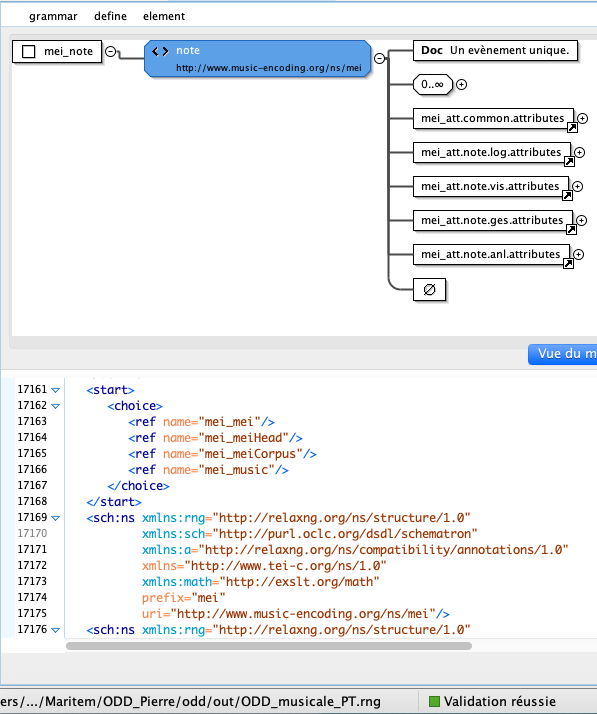 grammar define element
mei_note
note
http://www.music-encoding.org/ns/mei
Doc Un evènement unique.
0..∞
mei_att.common.attributes
mei_att.note.log.attributes
mei_att.note.vis.attributes
mei_att.note.ges.attributes
mei_att.note.anl.attributes
∅
Vue du m
17161 <start>
17162 <choice>
17163 <ref name="mei_mei"/>
17164 <ref name="mei_meiHead"/>
17165 <ref name="mei_meiCorpus"/>
17166 <ref name="mei_music"/>
17167 </choice>
17168 </start>
17169 <sch:ns xmlns:rng="http://relaxng.org/ns/structure/1.0"
17170 xmlns:sch="http://purl.oclc.org/dsdl/schematron"
17171 xmlns:a="http://relaxng.org/ns/compatibility/annotations/1.0"
17172 xmlns="http://www.tei-c.org/ns/1.0"
17173 xmlns:math="http://exslt.org/math"
17174 prefix="mei"
17175 uri="http://www.music-encoding.org/ns/mei"/>
17176 <sch:ns xmlns:rng="http://relaxng.org/ns/structure/1.0"
ers/.../Maritem/ODD_Pierre/odd/out/ODD_musicale_PT.rng Validation réussie